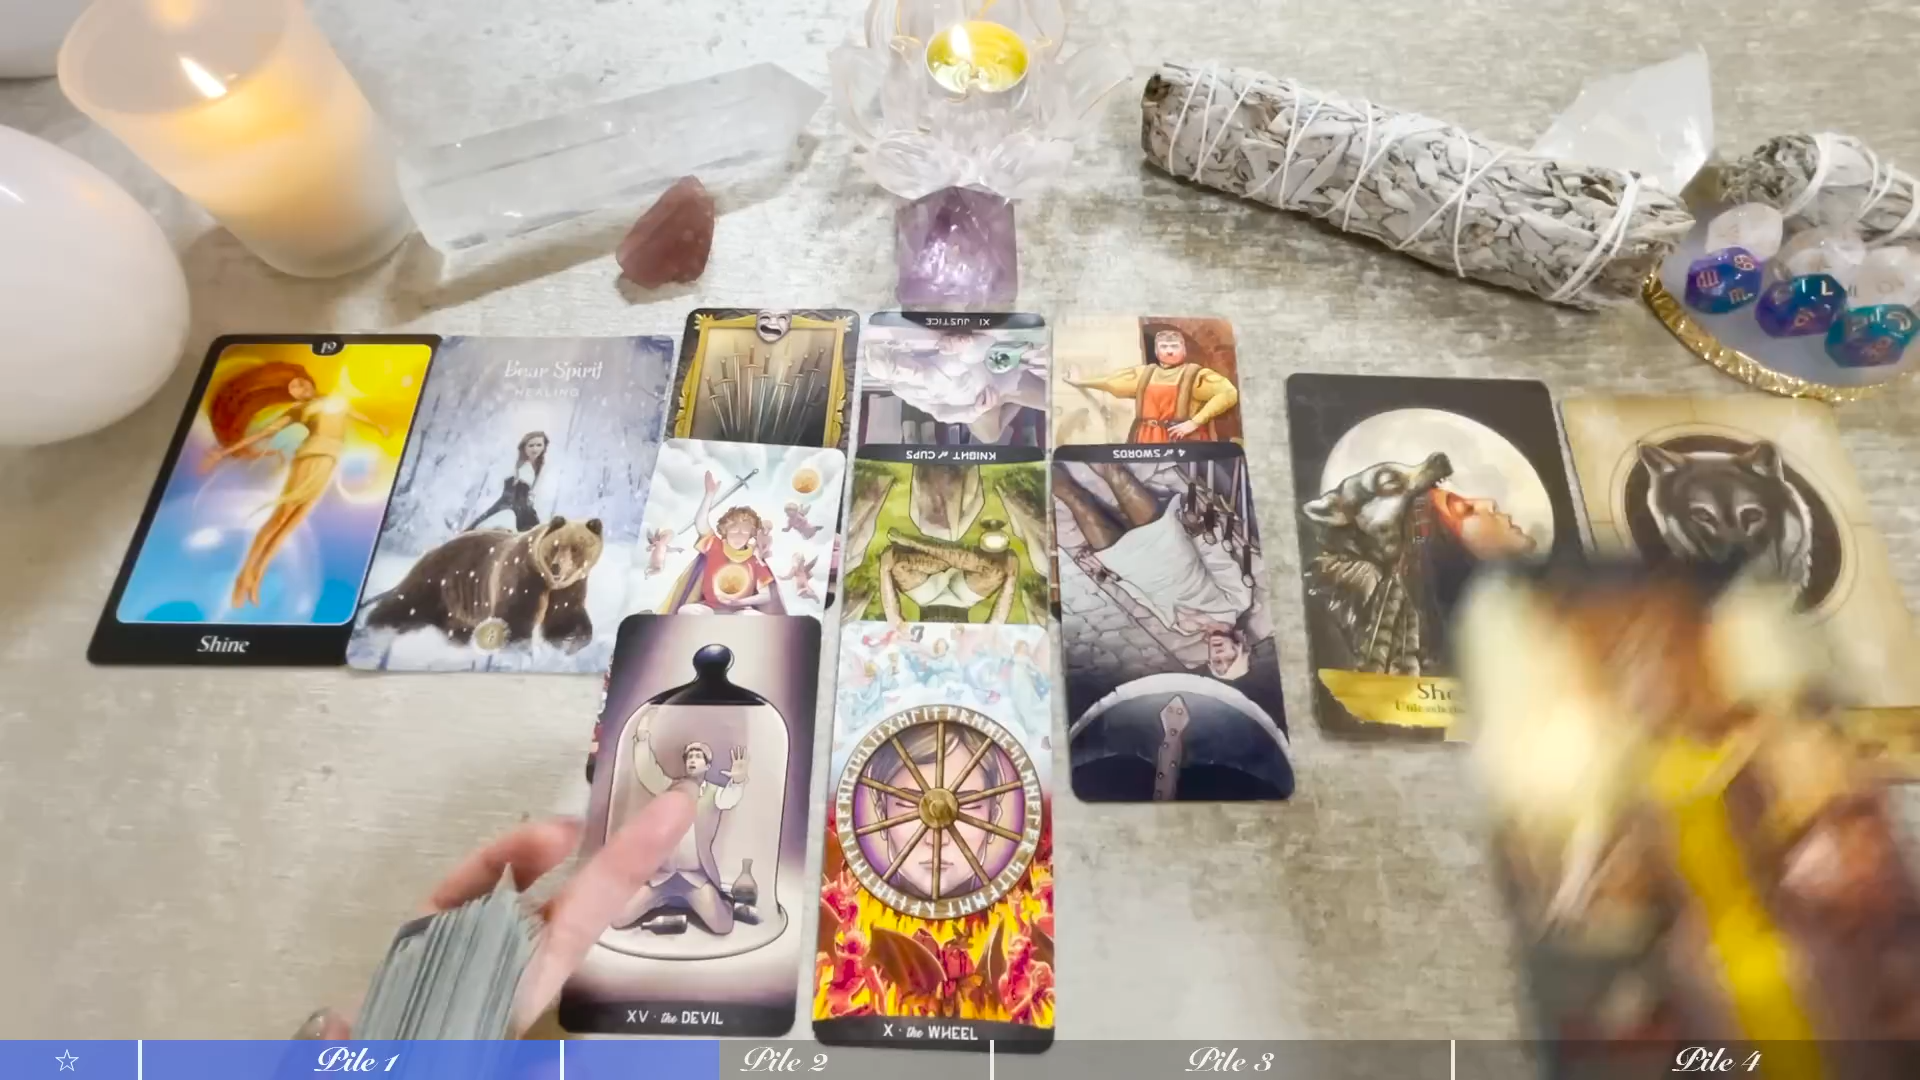 19
Shine
Bear Spirit
HEALING
XI JUSTICE
KNIGHT of CUPS
4 of SWORDS
XV · the DEVIL
X · the WHEEL
Pile 1
Pile 2
Pile 3
Pile 4